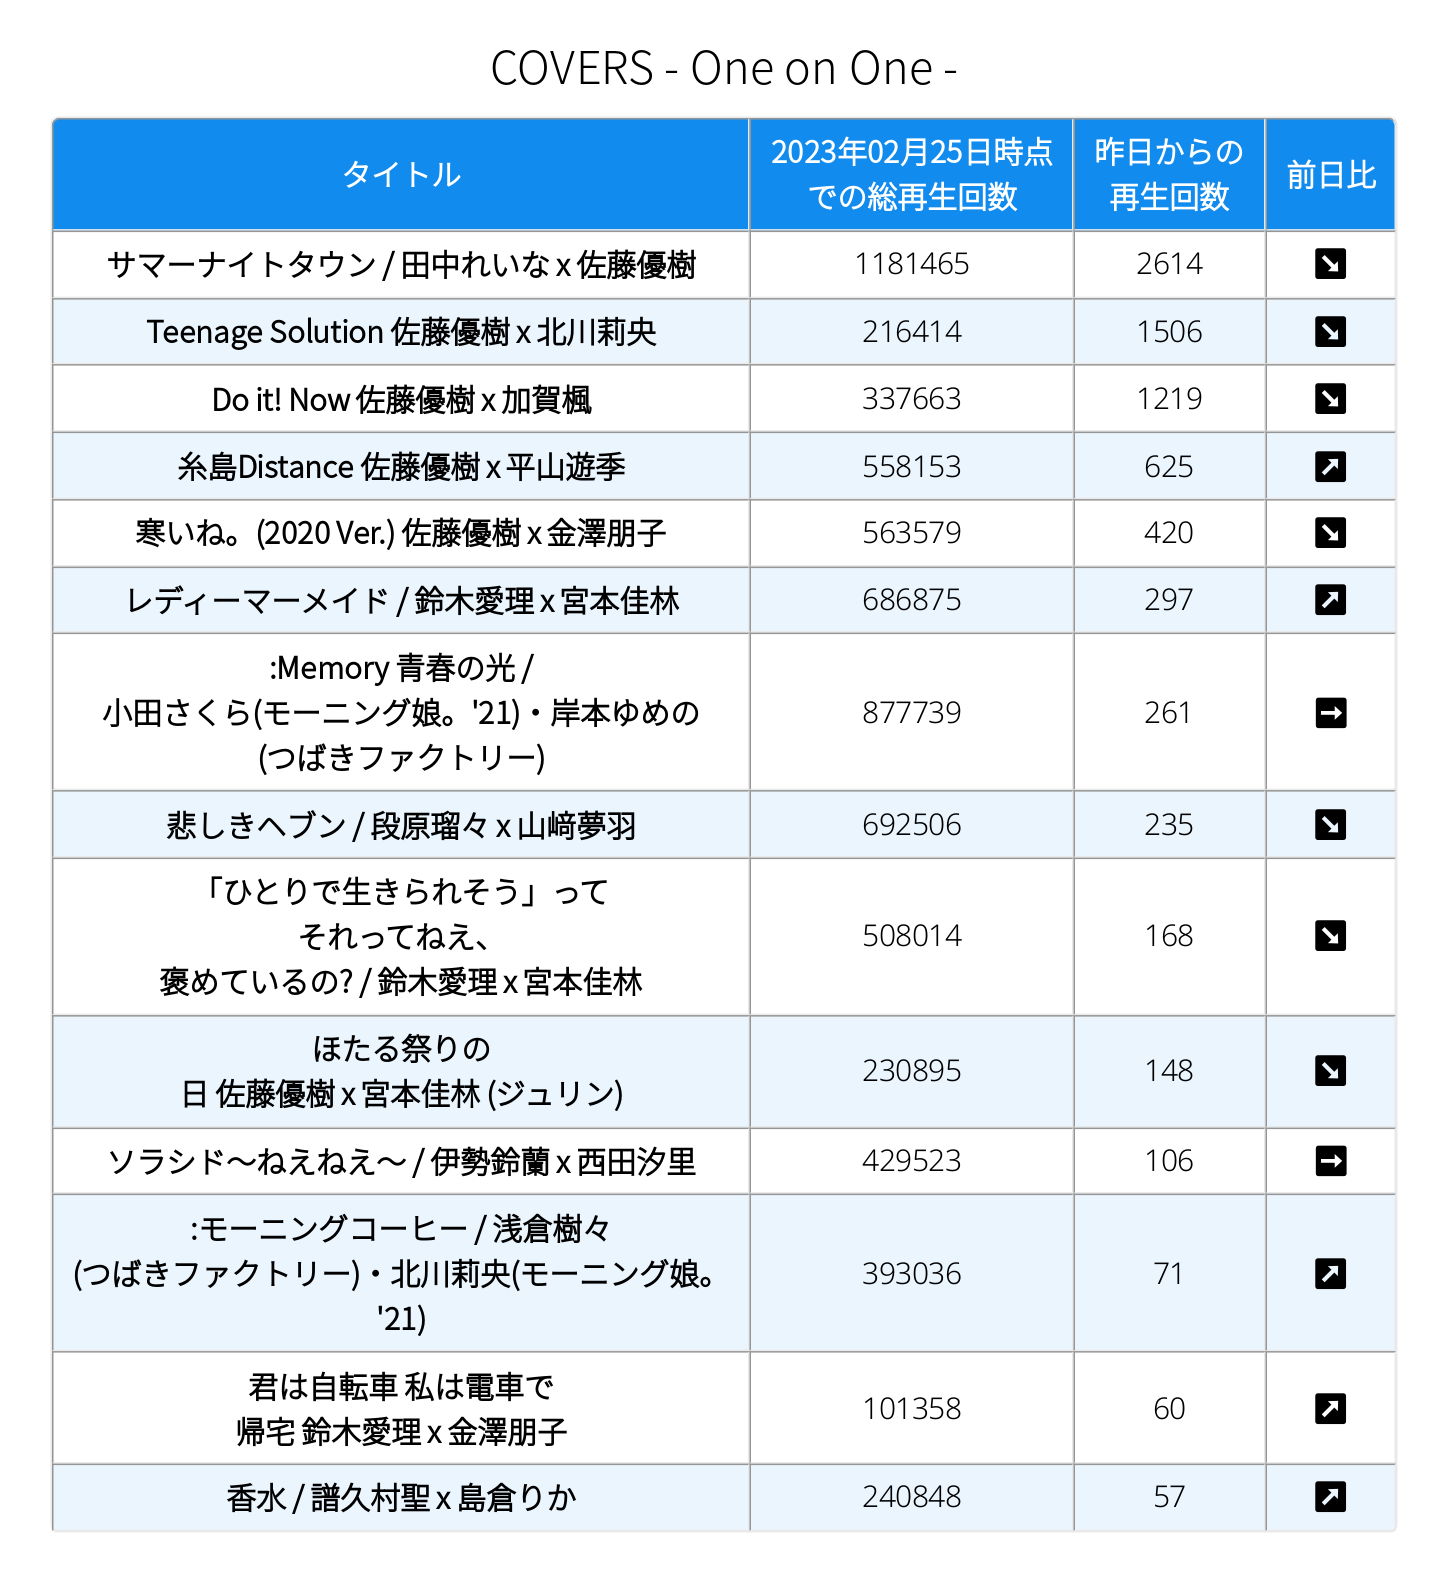 COVERS - One on One -
タイトル
2023年02月25日時点
での総再生回数
昨日からの
再生回数
前日比
サマーナイトタウン / 田中れいな x 佐藤優樹
1181465
2614
Teenage Solution 佐藤優樹 x 北川莉央
216414
1506
Do it! Now 佐藤優樹 x 加賀楓
337663
1219
糸島Distance 佐藤優樹 x 平山遊季
558153
625
寒いね。(2020 Ver.) 佐藤優樹 x 金澤朋子
563579
420
レディーマーメイド / 鈴木愛理 x 宮本佳林
686875
297
:Memory 青春の光 /
小田さくら(モーニング娘。'21)・岸本ゆめの
(つばきファクトリー)
877739
261
悲しきヘブン / 段原瑠々 x 山﨑夢羽
692506
235
「ひとりで生きられそう」って
それってねえ、
褒めているの? / 鈴木愛理 x 宮本佳林
508014
168
ほたる祭りの
日 佐藤優樹 x 宮本佳林 (ジュリン)
230895
148
ソラシド〜ねえねえ〜 / 伊勢鈴蘭 x 西田汐里
429523
106
:モーニングコーヒー / 浅倉樹々
(つばきファクトリー)・北川莉央(モーニング娘。
'21)
393036
71
君は自転車 私は電車で
帰宅 鈴木愛理 x 金澤朋子
101358
60
香水 / 譜久村聖 x 島倉りか
240848
57